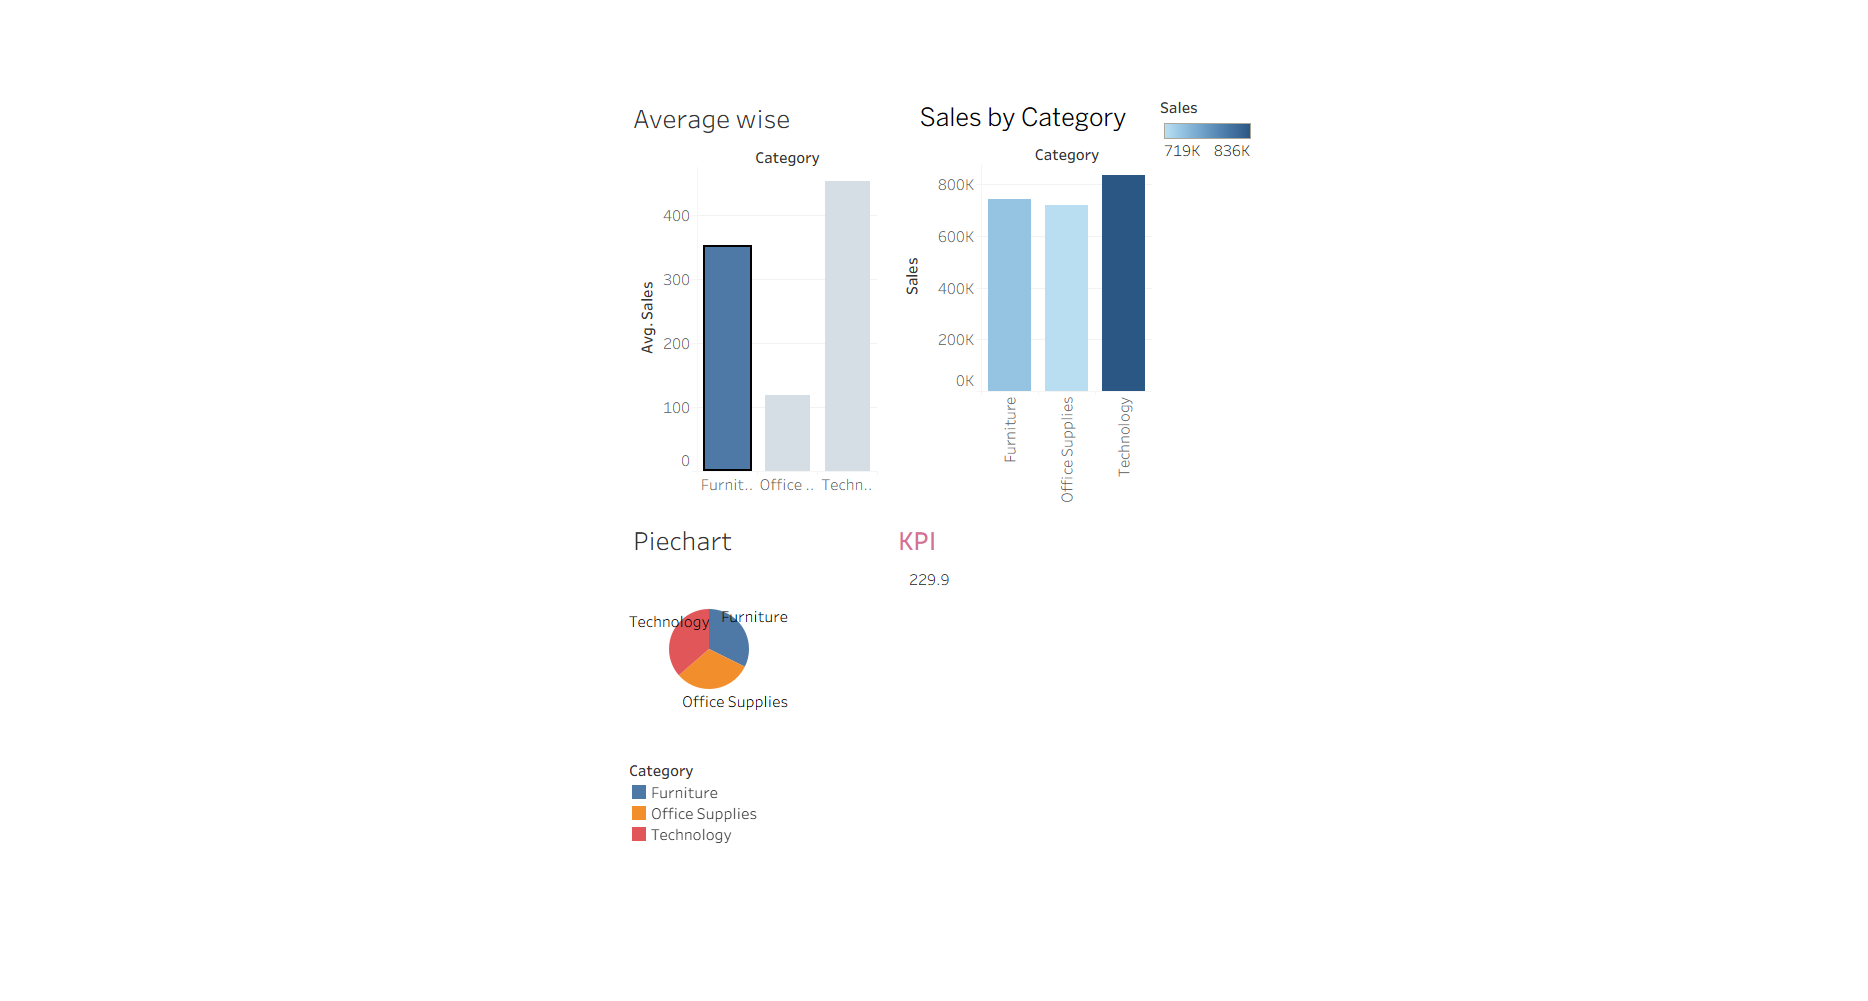 Average wise
Category
Avg. Sales
400
300
200
100
0
Furnit..
Office ..
Techn..
Sales by Category
Category
Sales
800K
600K
400K
200K
0K
Furniture
Office Supplies
Technology
Sales
719K 836K
Piechart
Technology
Furniture
Office Supplies
Category
Furniture
Office Supplies
Technology
KPI
229.9